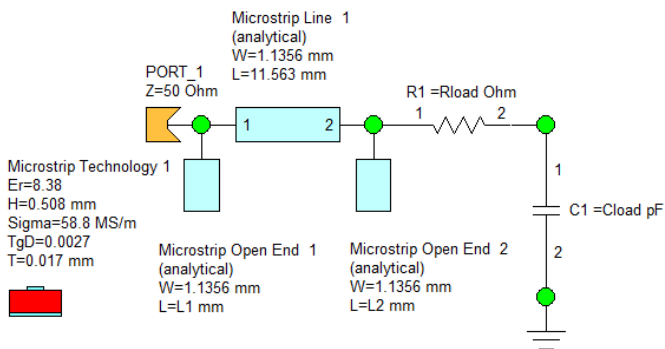 Microstrip Line 1
(analytical)
W=1.1356 mm
L=11.563 mm
PORT_1
Z=50 Ohm
R1 =Rload Ohm
1 2
1 2
Microstrip Technology 1
Er=8.38
H=0.508 mm
Sigma=58.8 MS/m
TgD=0.0027
T=0.017 mm
1
C1 =Cload pF
2
Microstrip Open End 1
(analytical)
W=1.1356 mm
L=L1 mm
Microstrip Open End 2
(analytical)
W=1.1356 mm
L=L2 mm